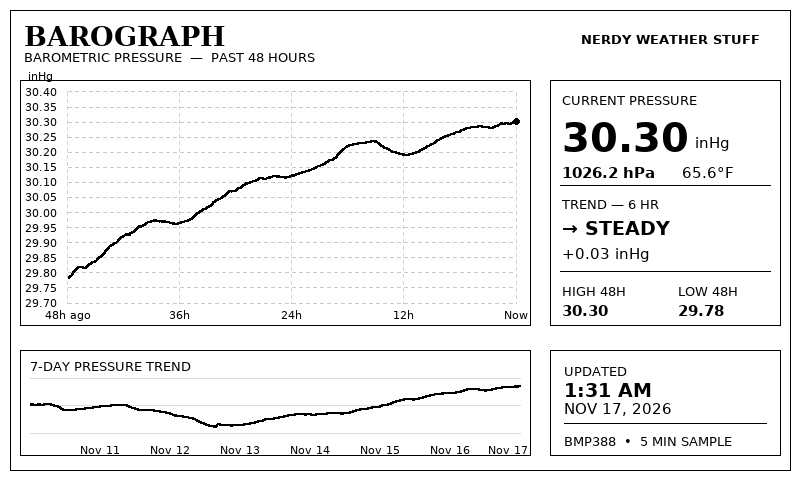 BAROGRAPH
BAROMETRIC PRESSURE — PAST 48 HOURS
NERDY WEATHER STUFF
inHg
30.40
30.35
30.30
30.25
30.20
30.15
30.10
30.05
30.00
29.95
29.90
29.85
29.80
29.75
29.70
48h ago 36h 24h 12h Now
CURRENT PRESSURE
30.30 inHg
1026.2 hPa 65.6°F
TREND — 6 HR
→ STEADY
+0.03 inHg
HIGH 48H LOW 48H
30.30 29.78
7-DAY PRESSURE TREND
Nov 11 Nov 12 Nov 13 Nov 14 Nov 15 Nov 16 Nov 17
UPDATED
1:31 AM
NOV 17, 2026
BMP388 • 5 MIN SAMPLE